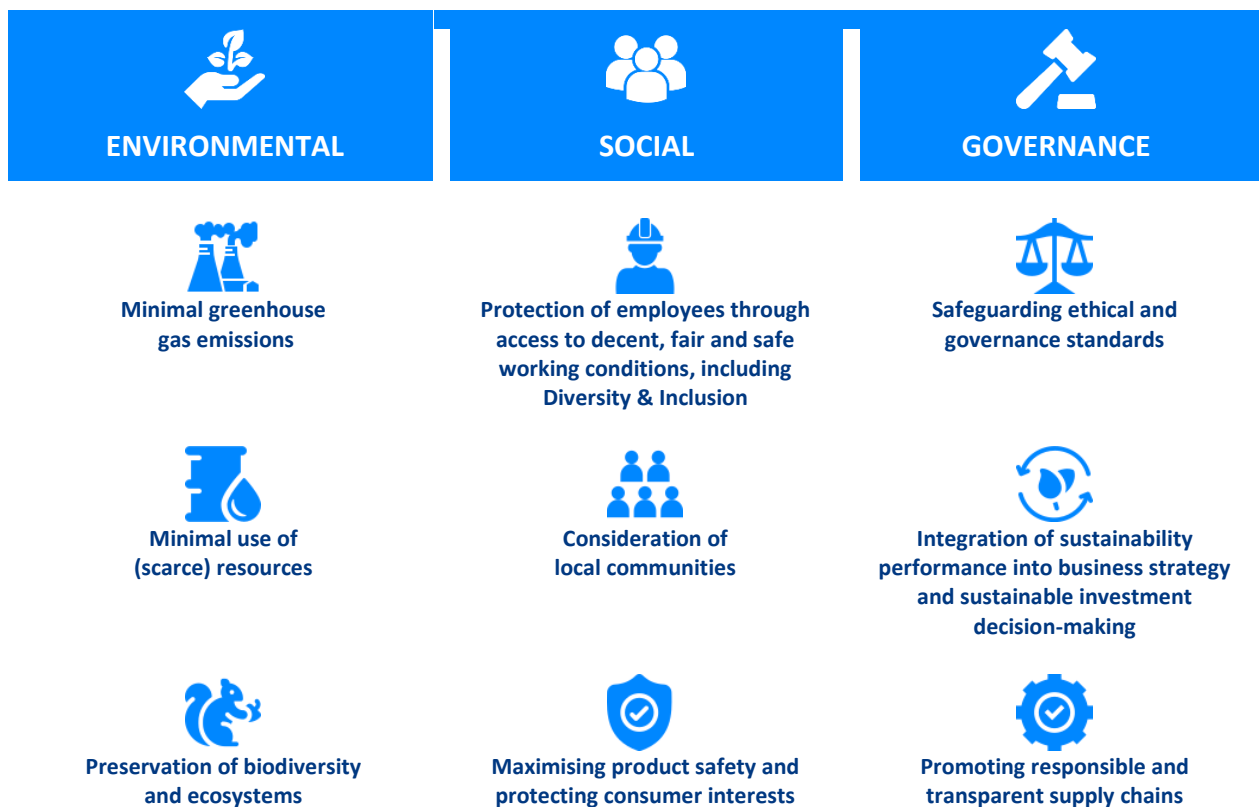 ENVIRONMENTAL
SOCIAL
GOVERNANCE
Minimal greenhouse
gas emissions
Protection of employees through
access to decent, fair and safe
working conditions, including
Diversity & Inclusion
Safeguarding ethical and
governance standards
Minimal use of
(scarce) resources
Consideration of
local communities
Integration of sustainability
performance into business strategy
and sustainable investment
decision-making
Preservation of biodiversity
and ecosystems
Maximising product safety and
protecting consumer interests
Promoting responsible and
transparent supply chains